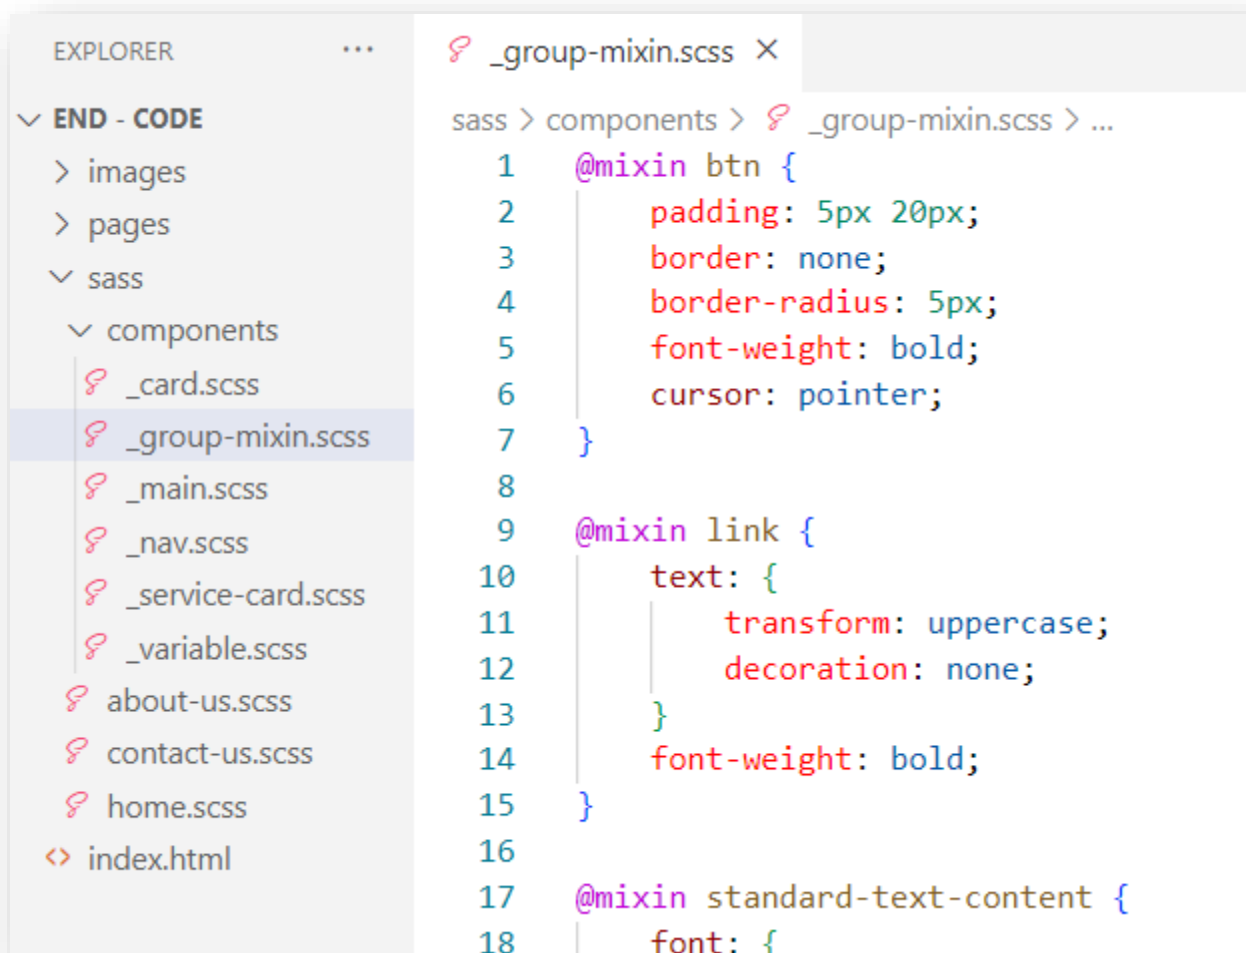 EXPLORER ...
END - CODE
images
pages
sass
components
_card.scss
_group-mixin.scss
_main.scss
_nav.scss
_service-card.scss
_variable.scss
about-us.scss
contact-us.scss
home.scss
<> index.html
_group-mixin.scss ×
sass > components > _group-mixin.scss > ...
1 @mixin btn {
2 padding: 5px 20px;
3 border: none;
4 border-radius: 5px;
5 font-weight: bold;
6 cursor: pointer;
7 }
8
9 @mixin link {
10 text: {
11 transform: uppercase;
12 decoration: none;
13 }
14 font-weight: bold;
15 }
16
17 @mixin standard-text-content {
18 font: {